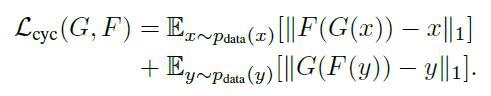 ℒ_cyc(G, F) = 𝔼_{x∼p_data(x)}[‖F(G(x)) − x‖₁]
+ 𝔼_{y∼p_data(y)}[‖G(F(y)) − y‖₁].